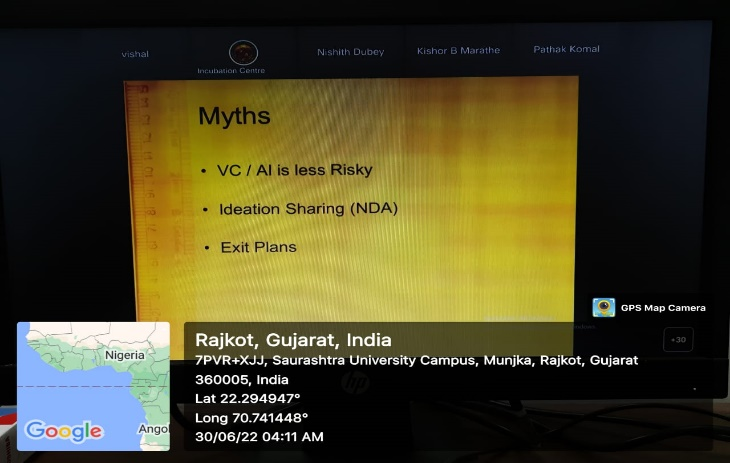 vishal
Incubation Centre
Nishith Dubey
Kishor B Marathe
Pathak Komal
Myths
• VC / AI is less Risky
• Ideation Sharing (NDA)
• Exit Plans
GPS Map Camera
+30
Nigeria
Angol
Google
Rajkot, Gujarat, India
7PVR+XJJ, Saurashtra University Campus, Munjka, Rajkot, Gujarat
360005, India
Lat 22.294947°
Long 70.741448°
30/06/22 04:11 AM
hp